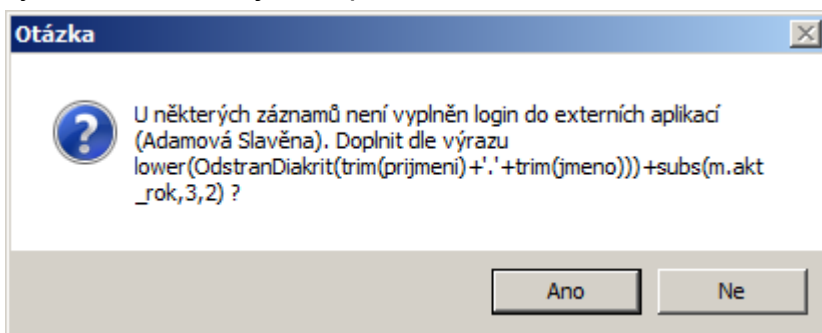 Otázka
U některých záznamů není vyplněn login do externích aplikací
(Adamová Slavěna). Doplnit dle výrazu
lower(OdstranDiakrit(trim(prijmeni)+'.'+trim(jmeno)))+subs(m.akt
_rok,3,2) ?
Ano
Ne